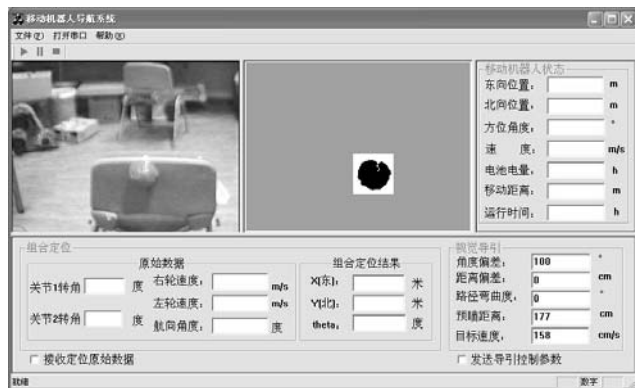 移动机器人导航系统
文件(F) 打开串口 帮助(H)
移动机器人状态
东向位置: m
北向位置: m
方位角度: °
速 度: m/s
电池电量: h
移动距离: m
运行时间: h
组合定位
原始数据
关节1转角 度
关节2转角 度
右轮速度: m/s
左轮速度: m/s
航向角度: 度
组合定位结果
X(东): 米
Y(北): 米
theta: 度
视觉导引
角度偏差: 100 °
距离偏差: 0 cm
路径弯曲度: 0 °
预瞄距离: 177 cm
目标速度: 158 cm/s
接收定位原始数据
发送导引控制参数
就绪
数字